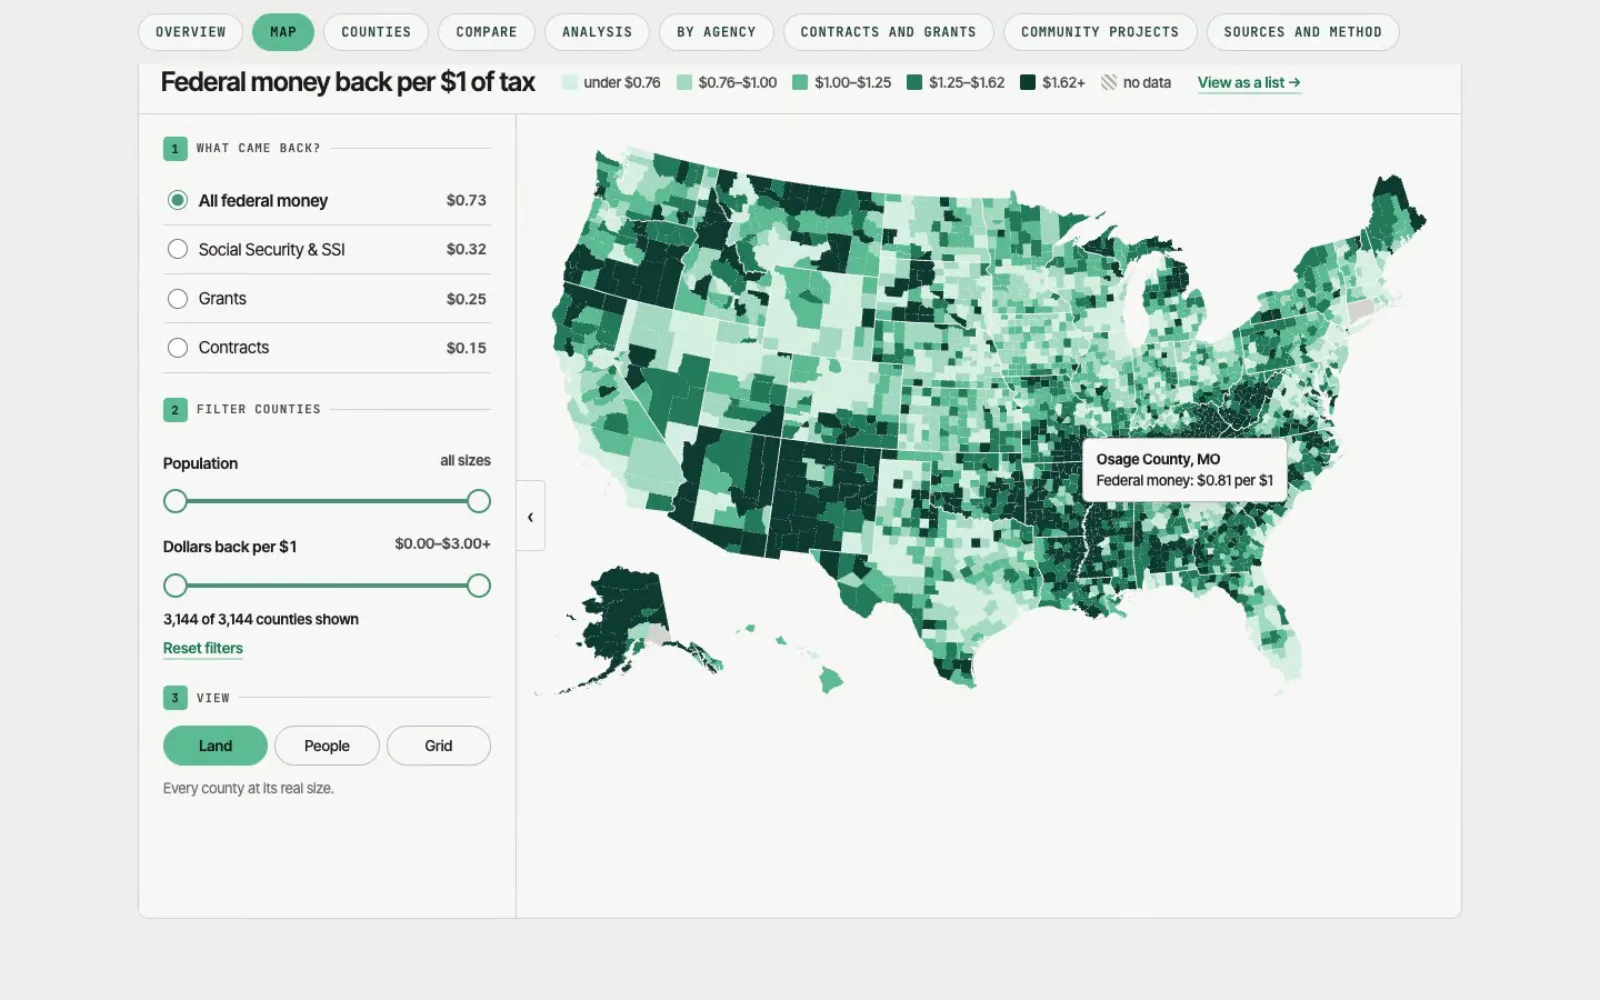 OVERVIEW
MAP
COUNTIES
COMPARE
ANALYSIS
BY AGENCY
CONTRACTS AND GRANTS
COMMUNITY PROJECTS
SOURCES AND METHOD
Federal money back per $1 of tax
under $0.76
$0.76–$1.00
$1.00–$1.25
$1.25–$1.62
$1.62+
no data
View as a list →
1 WHAT CAME BACK?
All federal money $0.73
Social Security & SSI $0.32
Grants $0.25
Contracts $0.15
2 FILTER COUNTIES
Population all sizes
Dollars back per $1 $0.00–$3.00+
3,144 of 3,144 counties shown
Reset filters
3 VIEW
Land
People
Grid
Every county at its real size.
Osage County, MO
Federal money: $0.81 per $1